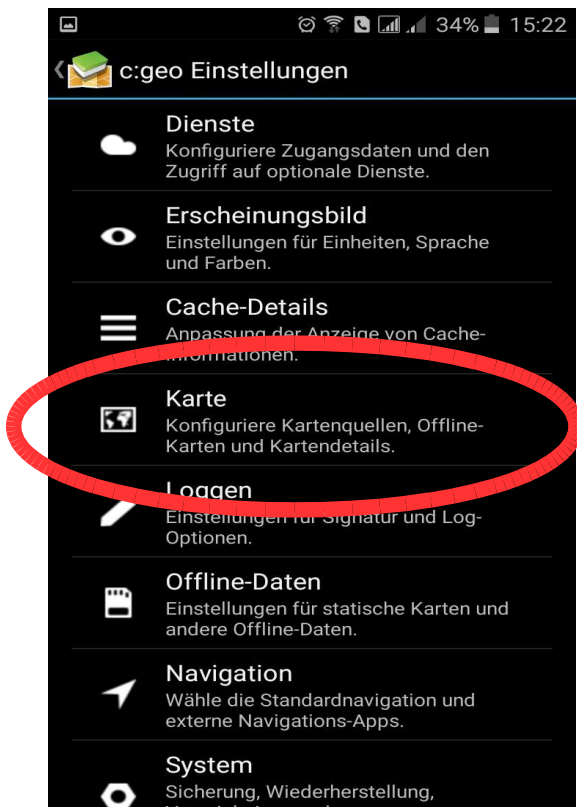 34% 15:22
c:geo Einstellungen
Dienste
Konfiguriere Zugangsdaten und den
Zugriff auf optionale Dienste.
Erscheinungsbild
Einstellungen für Einheiten, Sprache
und Farben.
Cache-Details
Anpassung der Anzeige von Cache-
Informationen.
Karte
Konfiguriere Kartenquellen, Offline-
Karten und Kartendetails.
Loggen
Einstellungen für Signatur und Log-
Optionen.
Offline-Daten
Einstellungen für statische Karten und
andere Offline-Daten.
Navigation
Wähle die Standardnavigation und
externe Navigations-Apps.
System
Sicherung, Wiederherstellung,